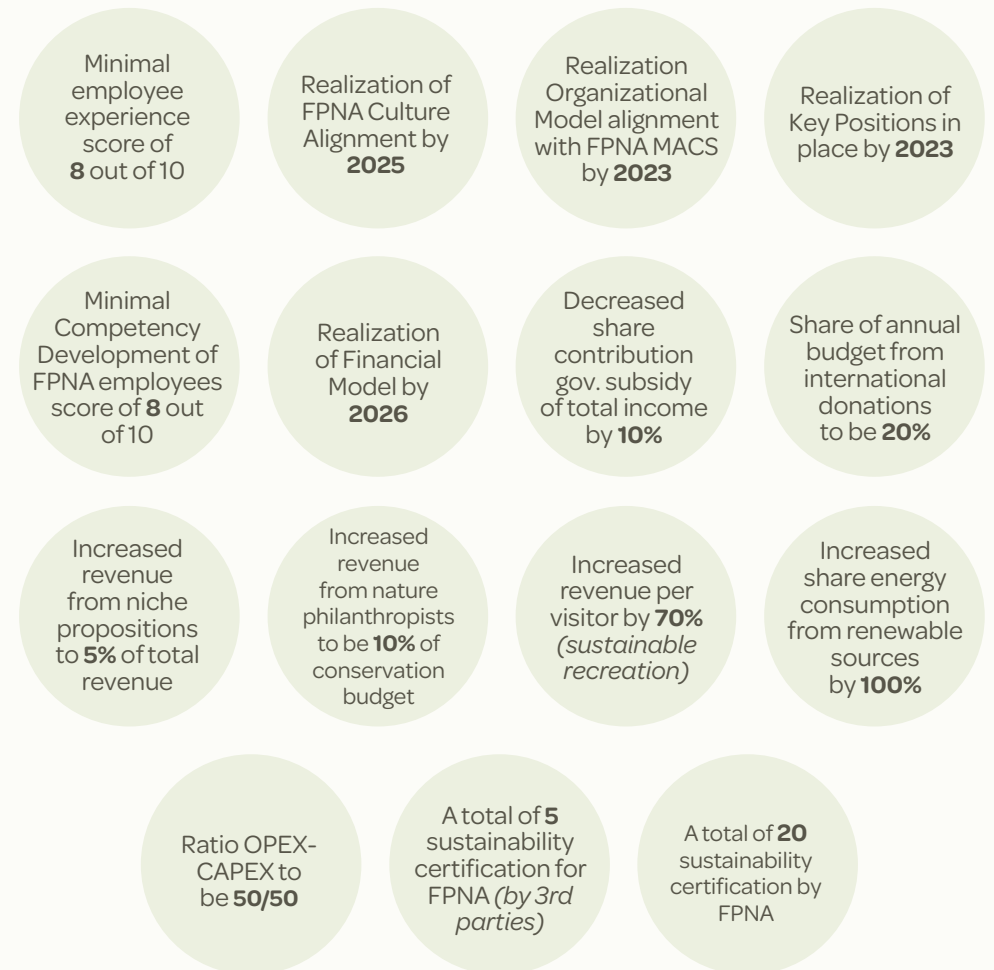 Minimal
employee
experience
score of
8 out of 10
Realization of
FPNA Culture
Alignment by
2025
Realization
Organizational
Model alignment
with FPNA MACS
by 2023
Realization of
Key Positions in
place by 2023
Minimal
Competency
Development of
FPNA employees
score of 8 out
of 10
Realization
of Financial
Model by
2026
Decreased
share
contribution
gov. subsidy
of total income
by 10%
Share of annual
budget from
international
donations
to be 20%
Increased
revenue
from niche
propositions
to 5% of total
revenue
Increased
revenue
from nature
philanthropists
to be 10% of
conservation
budget
Increased
revenue per
visitor by 70%
(sustainable
recreation)
Increased
share energy
consumption
from renewable
sources
by 100%
Ratio OPEX-
CAPEX to
be 50/50
A total of 5
sustainability
certification for
FPNA (by 3rd
parties)
A total of 20
sustainability
certification by
FPNA